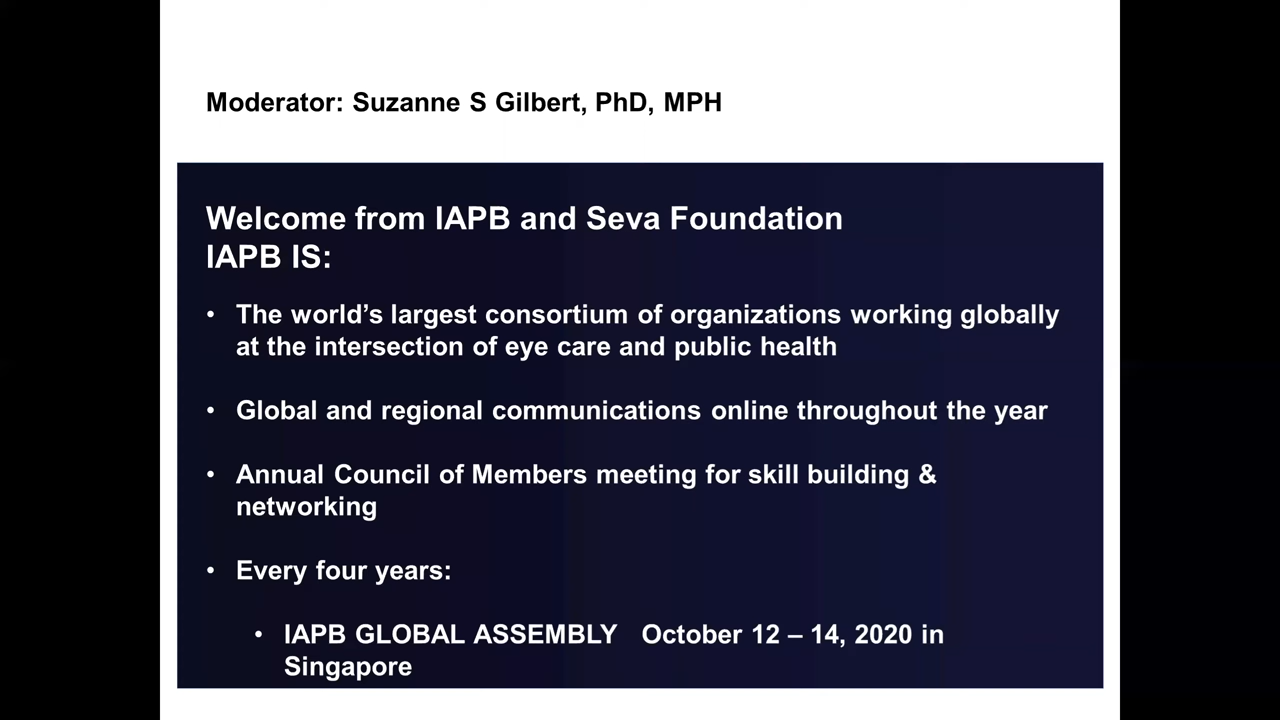 Moderator: Suzanne S Gilbert, PhD, MPH
Welcome from IAPB and Seva Foundation
IAPB IS:
• The world’s largest consortium of organizations working globally
at the intersection of eye care and public health
• Global and regional communications online throughout the year
• Annual Council of Members meeting for skill building &
networking
• Every four years:
• IAPB GLOBAL ASSEMBLY October 12 – 14, 2020 in
Singapore